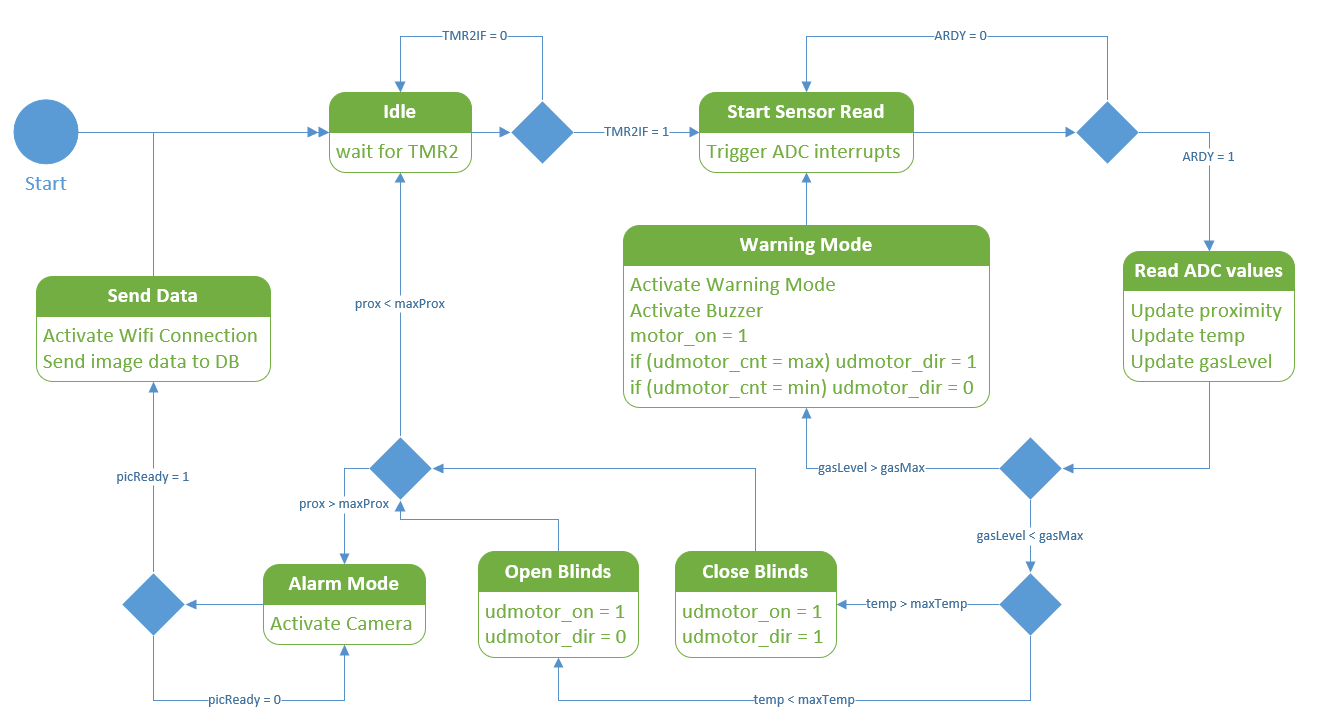 TMR2IF = 0
ARDY = 0
Idle
wait for TMR2
TMR2IF = 1
Start Sensor Read
Trigger ADC interrupts
ARDY = 1
Start
Warning Mode
Activate Warning Mode
Activate Buzzer
motor_on = 1
if (udmotor_cnt = max) udmotor_dir = 1
if (udmotor_cnt = min) udmotor_dir = 0
Read ADC values
Update proximity
Update temp
Update gasLevel
Send Data
Activate Wifi Connection
Send image data to DB
prox < maxProx
picReady = 1
prox > maxProx
gasLevel > gasMax
gasLevel < gasMax
Alarm Mode
Activate Camera
Open Blinds
udmotor_on = 1
udmotor_dir = 0
Close Blinds
udmotor_on = 1
udmotor_dir = 1
temp > maxTemp
picReady = 0
temp < maxTemp